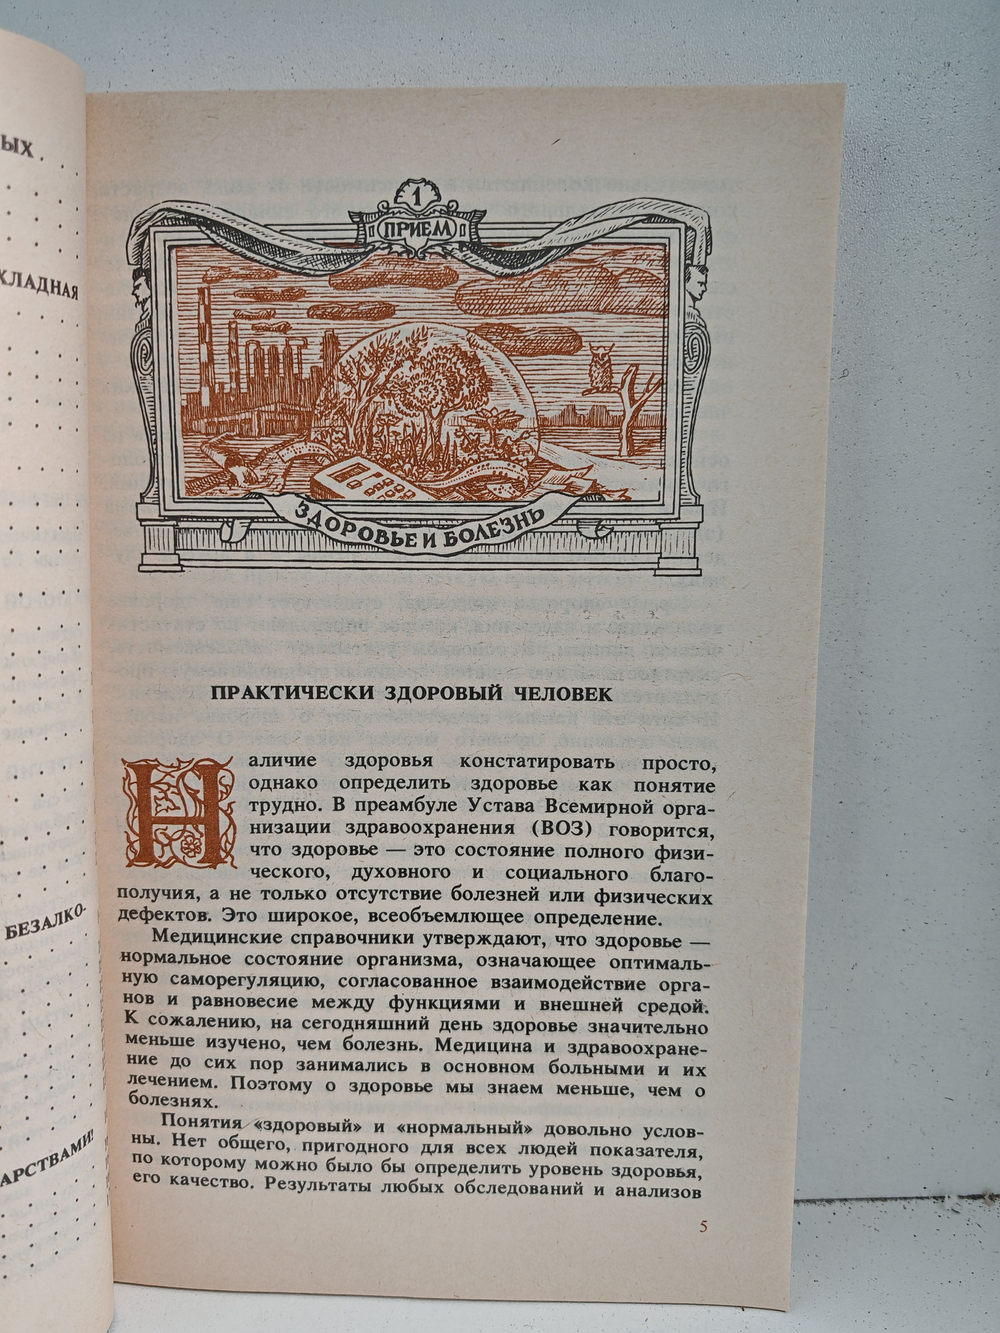 ЫХ
КЛАДНАЯ
БЕЗАЛКО-
АРСТВАМИ!
1
ПРИЕМ
ЗДОРОВЬЕ И БОЛЕЗНЬ
ПРАКТИЧЕСКИ ЗДОРОВЫЙ ЧЕЛОВЕК
Наличие здоровья констатировать просто,
однако определить здоровье как понятие
трудно. В преамбуле Устава Всемирной орга-
низации здравоохранения (ВОЗ) говорится,
что здоровье — это состояние полного физи-
ческого, духовного и социального благо-
получия, а не только отсутствие болезней или физических
дефектов. Это широкое, всеобъемлющее определение.
Медицинские справочники утверждают, что здоровье —
нормальное состояние организма, означающее оптималь-
ную саморегуляцию, согласованное взаимодействие орга-
нов и равновесие между функциями и внешней средой.
К сожалению, на сегодняшний день здоровье значительно
меньше изучено, чем болезнь. Медицина и здравоохране-
ние до сих пор занимались в основном больными и их
лечением. Поэтому о здоровье мы знаем меньше, чем о
болезнях.
Понятия «здоровый» и «нормальный» довольно услов-
ны. Нет общего, пригодного для всех людей показателя,
по которому можно было бы определить уровень здоровья,
его качество. Результаты любых обследований и анализов
5